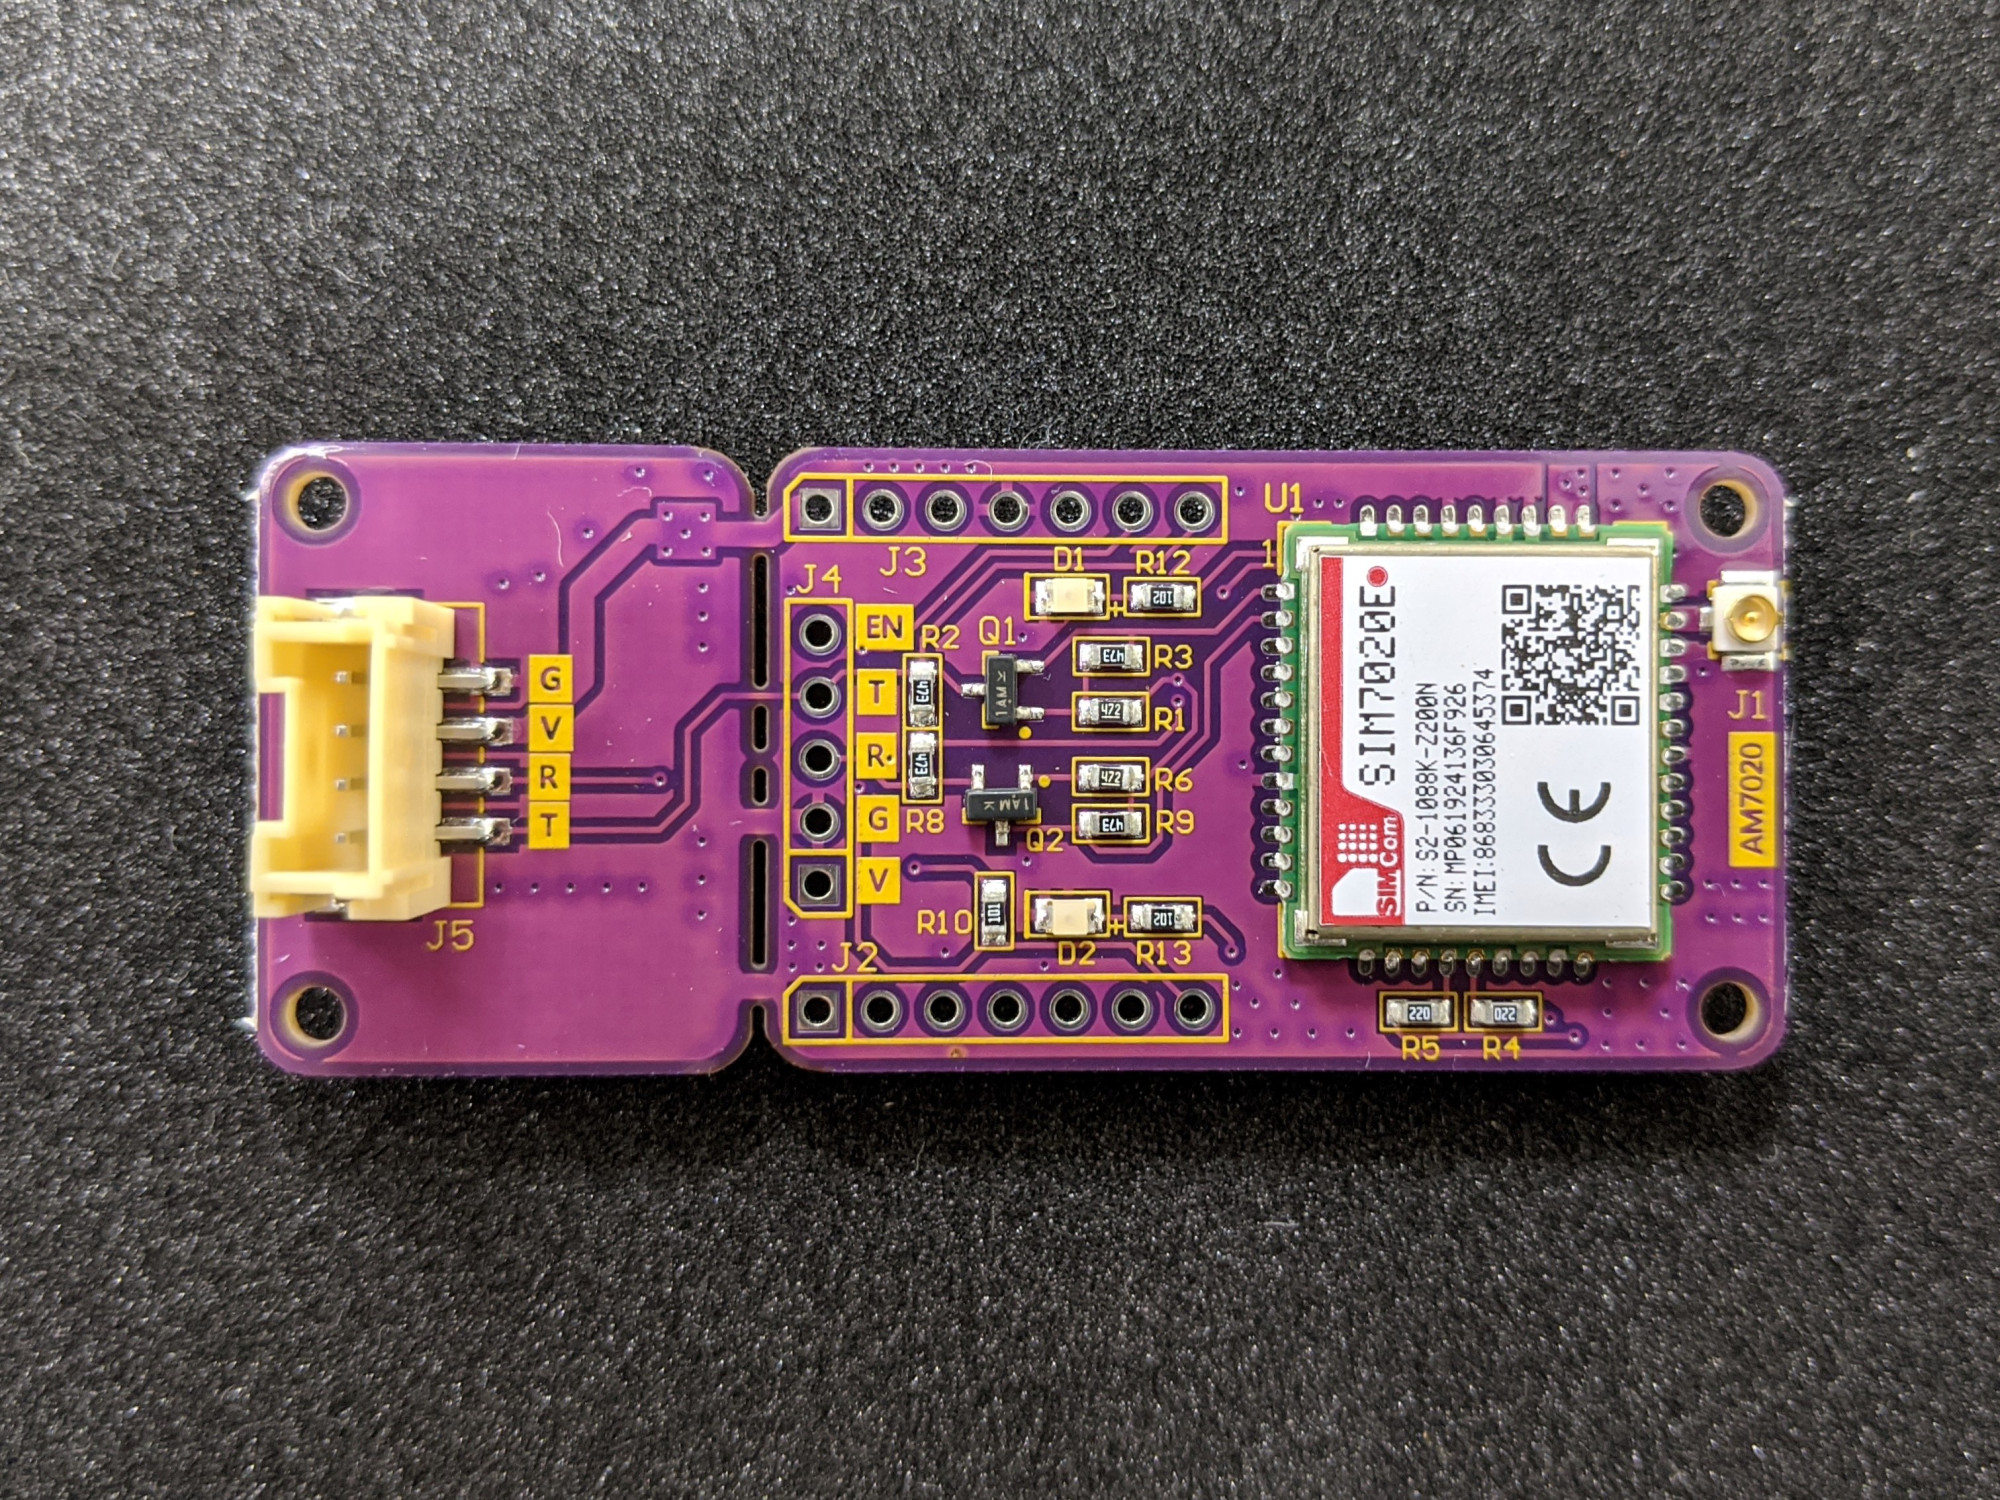 G
V
R
T
J5
J3
J4
EN
T
R
G
V
J2
D1
R12
102
R2
473
Q1
1AM
K
473
R3
472
R1
R8
473
1AM
K
Q2
472
R6
473
R9
R10
101
D2
102
R13
U1
1
SIM7020E
P/N:S2-1088K-Z200N
SN:MP061924136F926
IMEI:868333030645374
SIMCom
CE
J1
AM7020
220
R5
220
R4